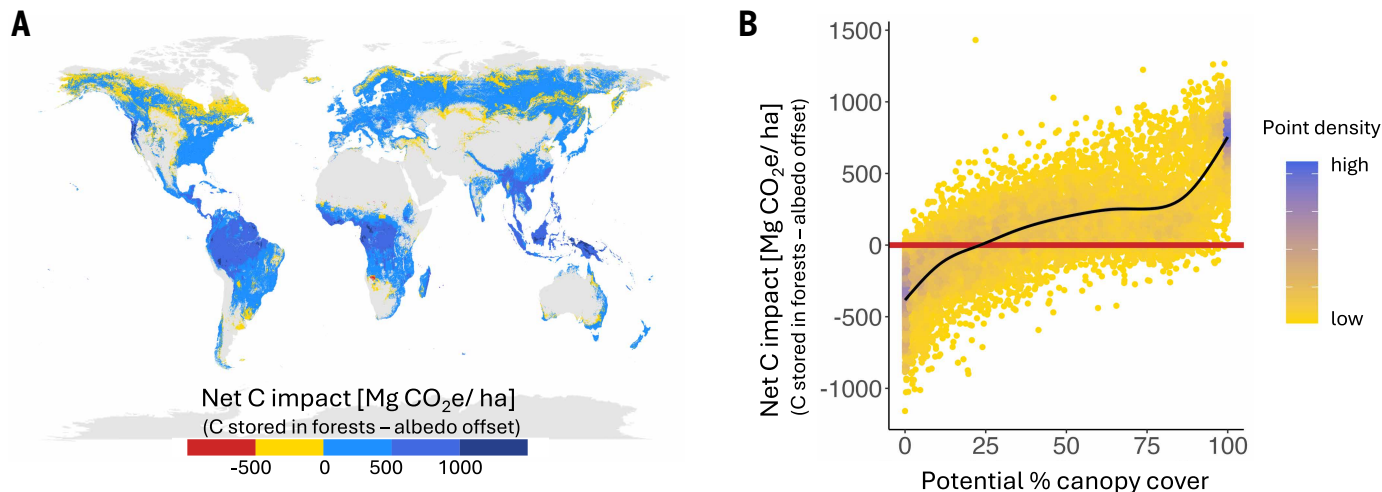 A
Net C impact [Mg CO₂e/ ha]
(C stored in forests – albedo offset)
-500 0 500 1000
B
Net C impact [Mg CO₂e/ ha]
(C stored in forests – albedo offset)
1500
1000
500
0
-500
-1000
0 25 50 75 100
Potential % canopy cover
Point density
high
low